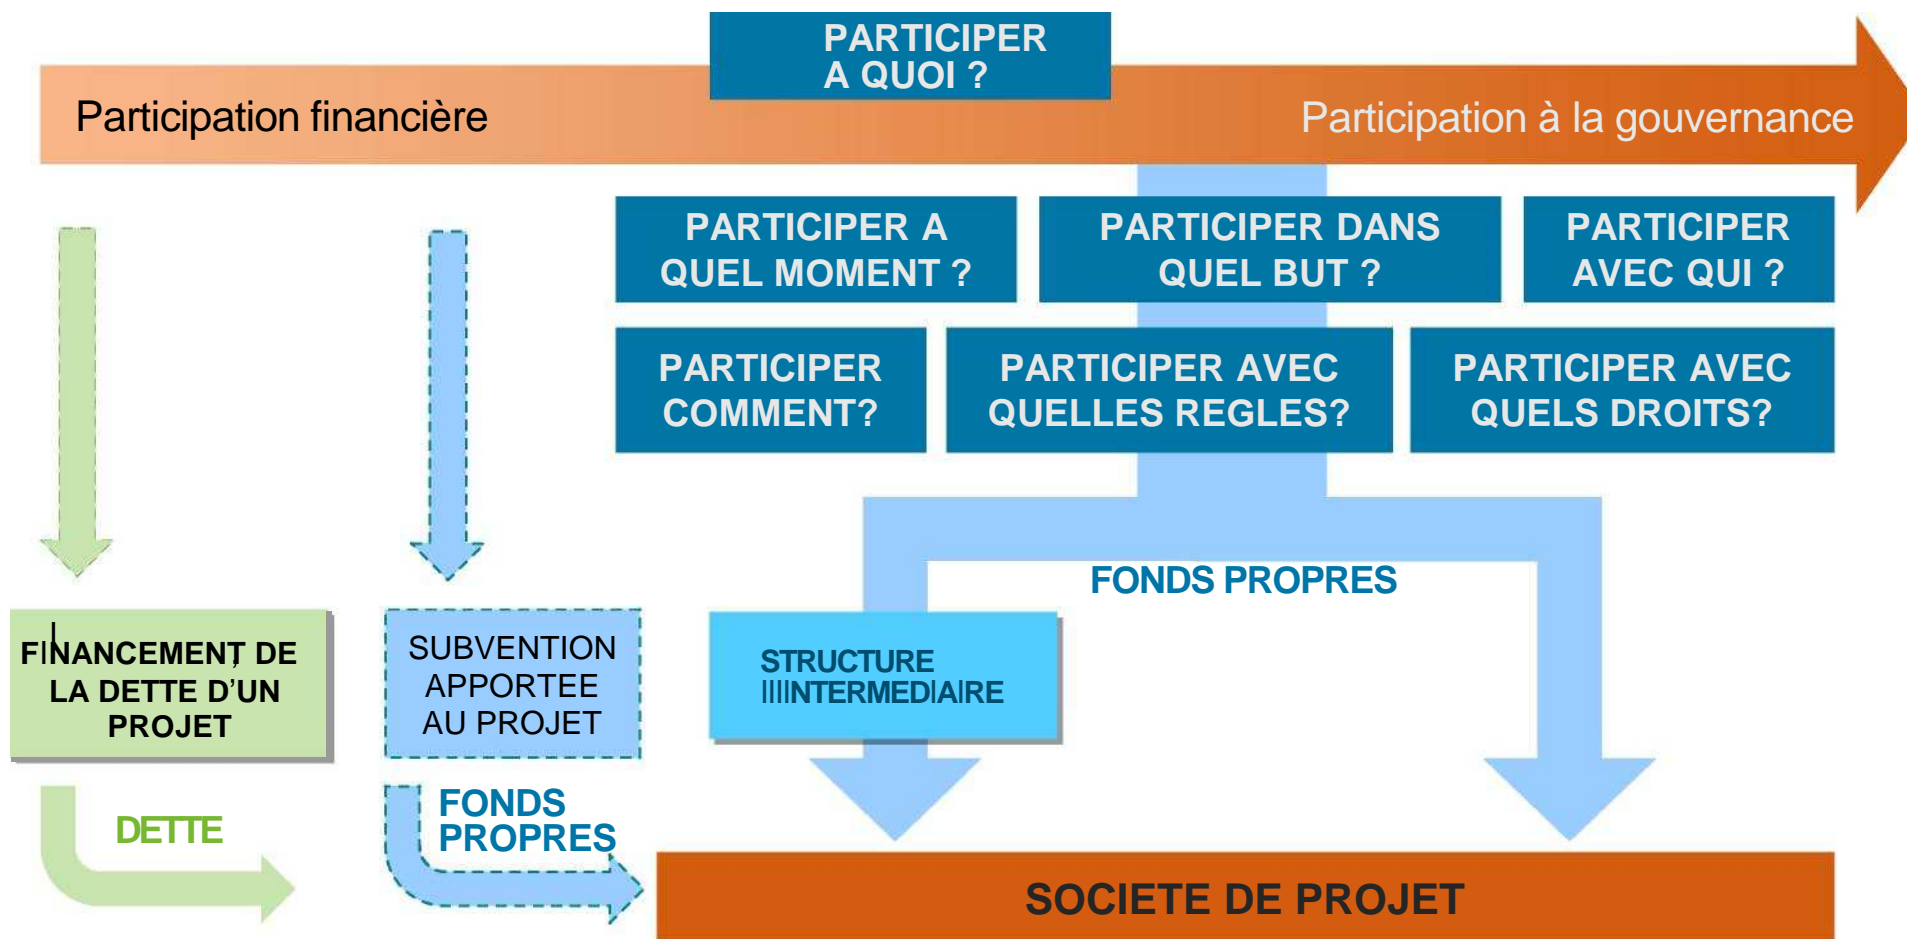 PARTICIPER
A QUOI ?
Participation financière
Participation à la gouvernance
PARTICIPER A
QUEL MOMENT ?
PARTICIPER DANS
QUEL BUT ?
PARTICIPER
AVEC QUI ?
PARTICIPER
COMMENT?
PARTICIPER AVEC
QUELLES REGLES?
PARTICIPER AVEC
QUELS DROITS?
FONDS PROPRES
FINANCEMENT DE
LA DETTE D'UN
PROJET
SUBVENTION
APPORTEE
AU PROJET
STRUCTURE
IIIINTERMEDIAIRE
DETTE
FONDS
PROPRES
SOCIETE DE PROJET